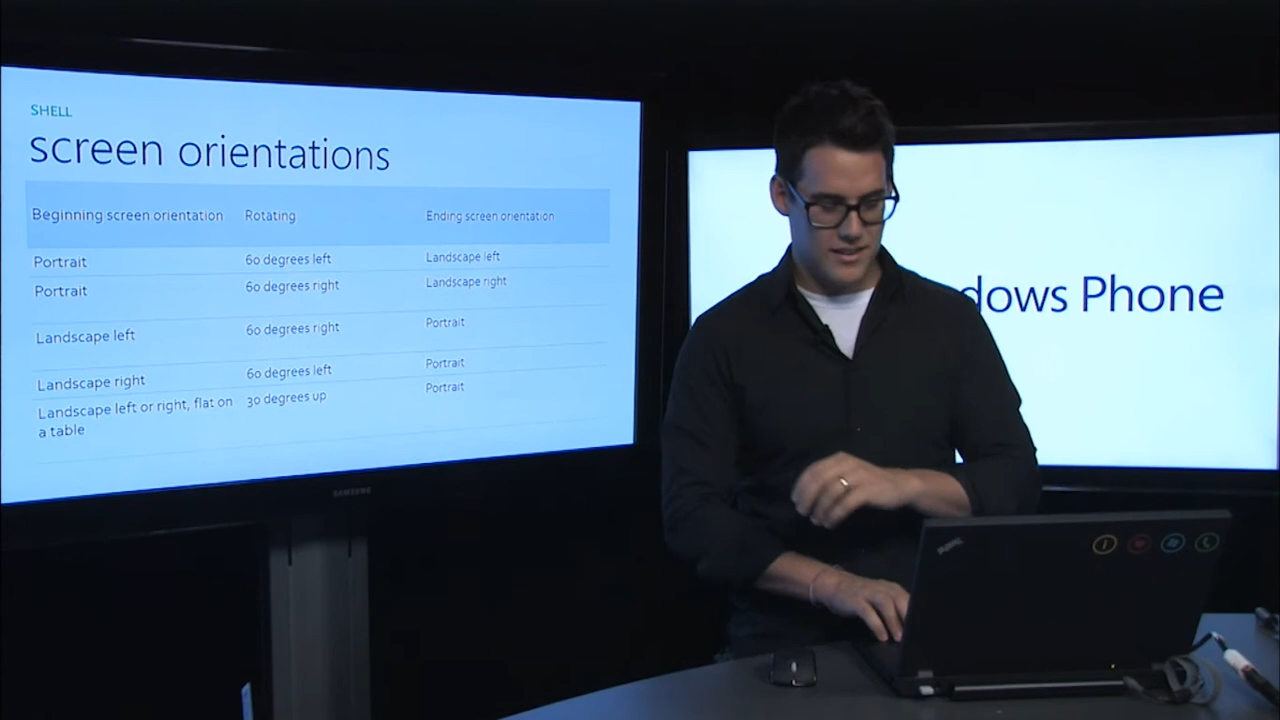 SHELL
screen orientations
Beginning screen orientation Rotating Ending screen orientation
Portrait 60 degrees left Landscape left
Portrait 60 degrees right Landscape right
Landscape left 60 degrees right Portrait
Landscape right 60 degrees left Portrait
Landscape left or right, flat on 30 degrees up Portrait
a table
SAMSUNG
dows Phone